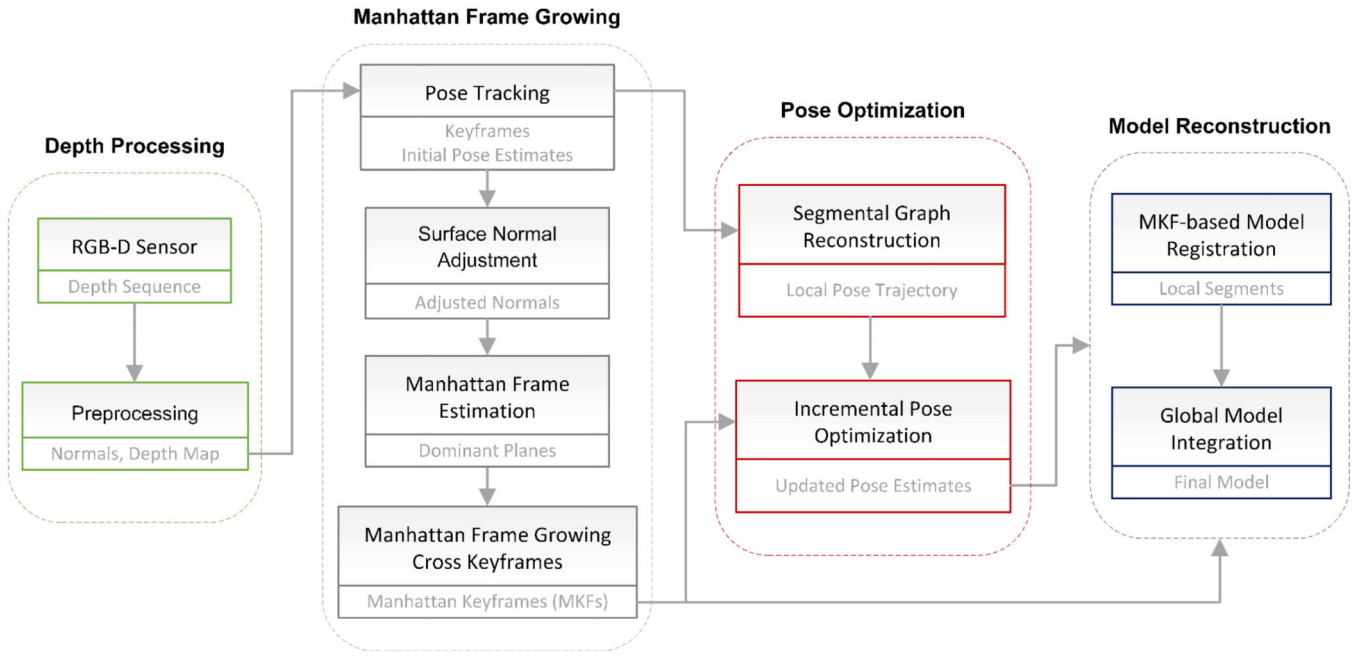 Depth Processing
RGB-D Sensor
Depth Sequence
Preprocessing
Normals, Depth Map
Manhattan Frame Growing
Pose Tracking
Keyframes
Initial Pose Estimates
Surface Normal
Adjustment
Adjusted Normals
Manhattan Frame
Estimation
Dominant Planes
Manhattan Frame Growing
Cross Keyframes
Manhattan Keyframes (MKFs)
Pose Optimization
Segmental Graph
Reconstruction
Local Pose Trajectory
Incremental Pose
Optimization
Updated Pose Estimates
Model Reconstruction
MKF-based Model
Registration
Local Segments
Global Model
Integration
Final Model